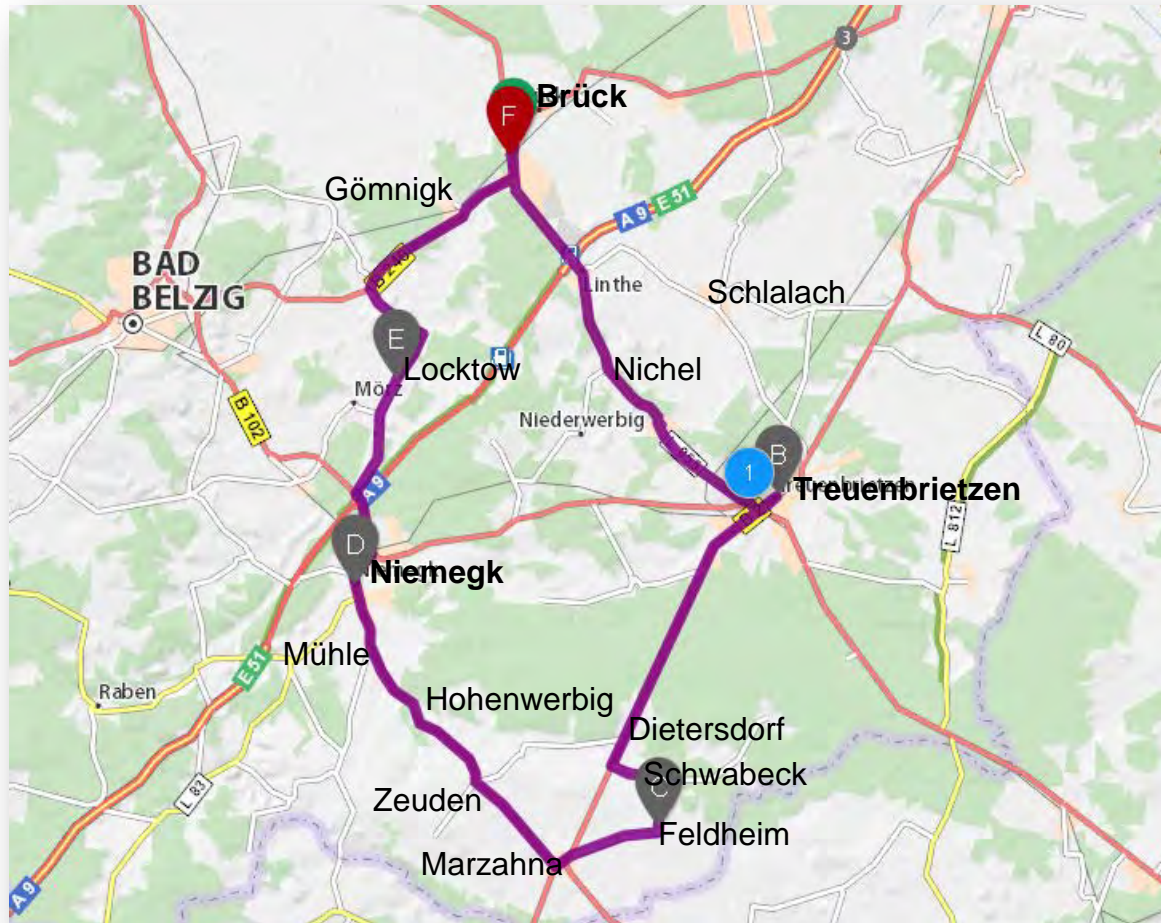 3
Brück
F
Gömnigk
A 9
E 51
B 246
BAD
BELZIG
Linthe
Schlalach
L 80
E
Locktow
Mörz
Nichel
B 102
Niederwerbig
B
1
Treuenbrietzen
A 9
L 812
D
Niemegk
Mühle
E 51
Raben
Hohenwerbig
Dietersdorf
Schwabeck
C
L 83
Zeuden
Feldheim
Marzahna
A 9